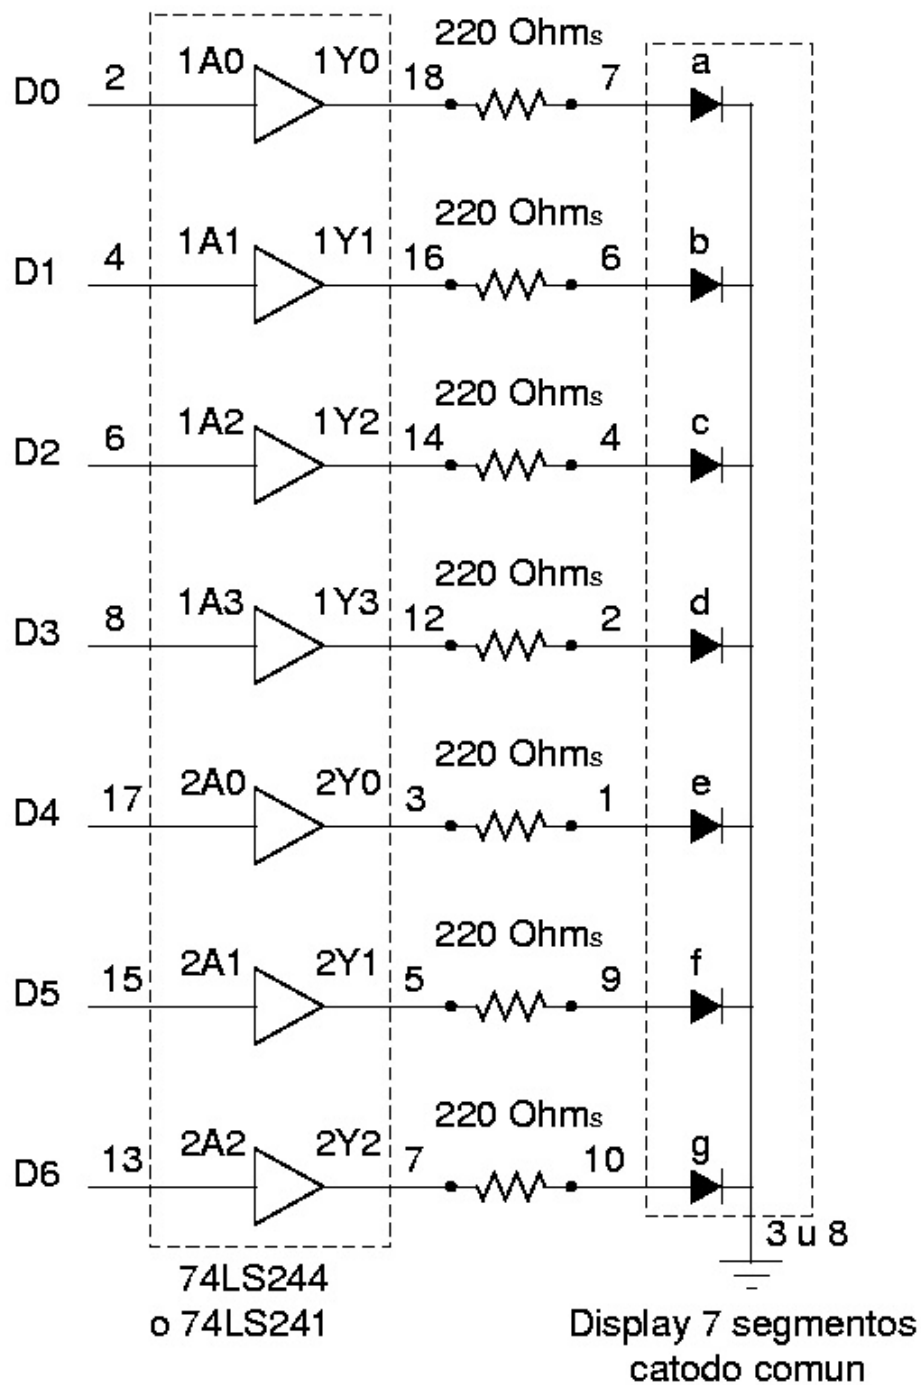 220 Ohms
D0 2 1A0 1Y0 18 7 a
220 Ohms
D1 4 1A1 1Y1 16 6 b
220 Ohms
D2 6 1A2 1Y2 14 4 c
220 Ohms
D3 8 1A3 1Y3 12 2 d
220 Ohms
D4 17 2A0 2Y0 3 1 e
220 Ohms
D5 15 2A1 2Y1 5 9 f
220 Ohms
D6 13 2A2 2Y2 7 10 g
3 u 8
74LS244
o 74LS241
Display 7 segmentos
catodo comun